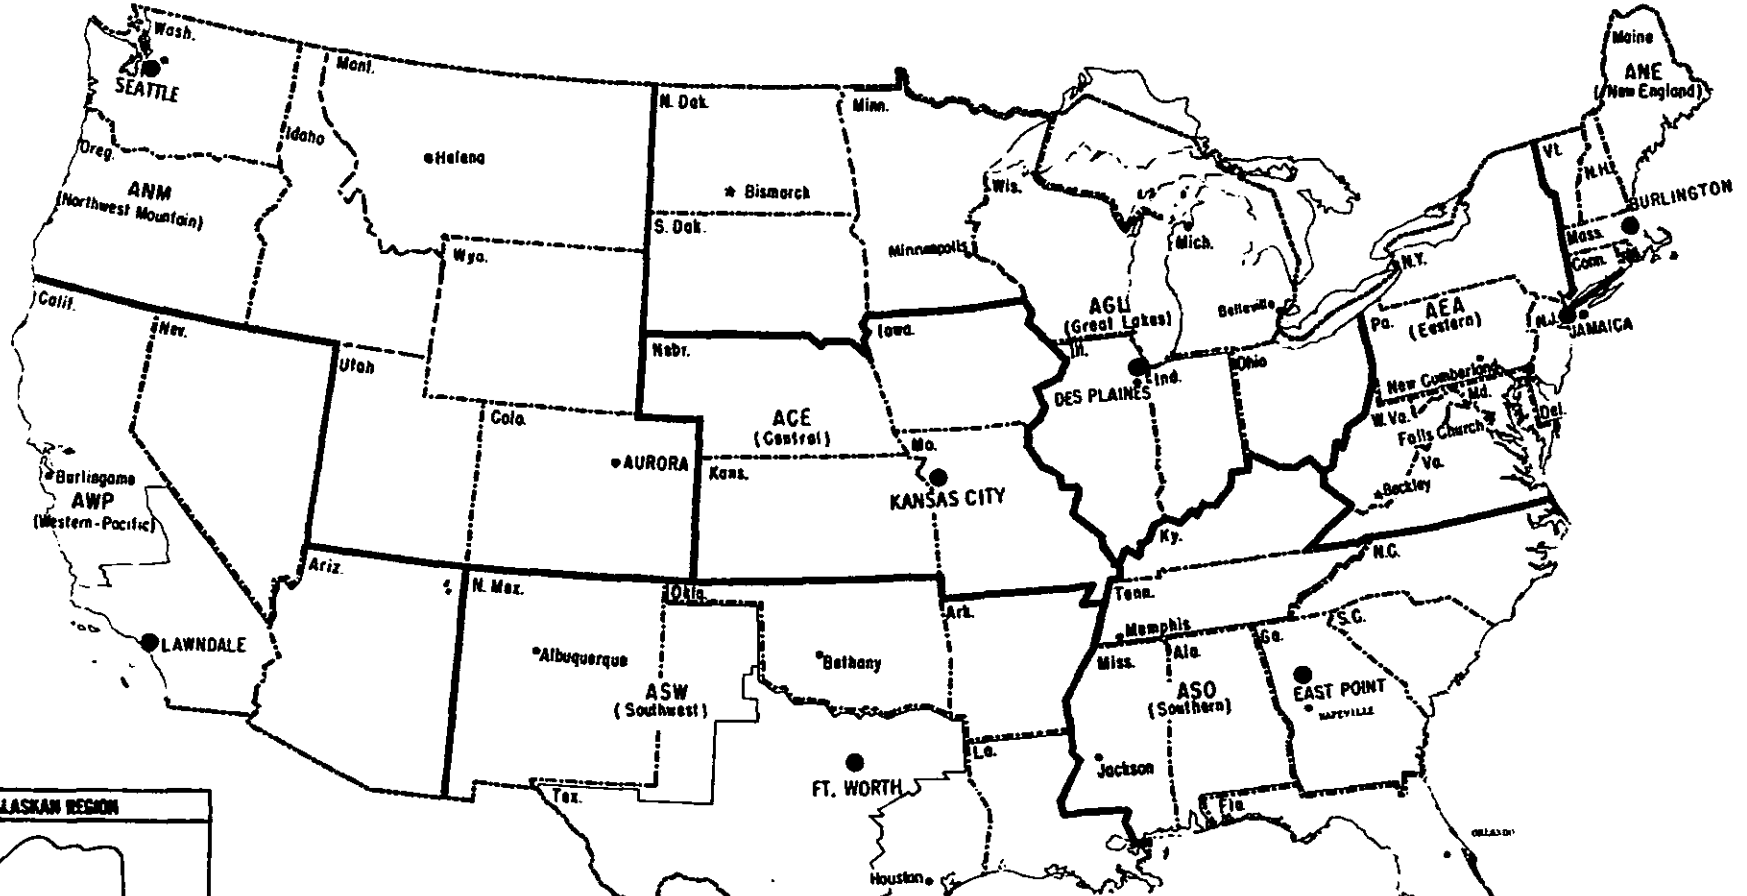 Wash.
SEATTLE
Mont.
Idaho
Helena
Oreg.
ANM
(Northwest Mountain)
Wyo.
N. Dak.
Bismarch
S. Dak.
Minn.
Minneapolis
Wis.
Mich.
AGL
(Great Lakes)
Belleville
Maine
ANE
(New England)
Vt.
N.H.
BURLINGTON
Mass.
Conn.
N.Y.
AEA
(Eastern)
Pa.
N.J.
JAMAICA
New Cumberland
Md.
Del.
W.Va.
Falls Church
Va.
Beckley
Calif.
Nev.
Utah
Colo.
AURORA
Nebr.
ACE
(Central)
Iowa.
Ill.
DES PLAINES
Ind.
Ohio
Mo.
Kans.
KANSAS CITY
Ky.
Burlingame
AWP
(Western-Pacific)
LAWNDALE
Ariz.
N. Mex.
Okla.
Albuquerque
ASW
(Southwest)
Bethany
Ark.
Tenn.
Memphis
N.C.
S.C.
Miss.
Ala.
Ga.
ASO
(Southern)
EAST POINT
HAPEVILLE
Jackson
FT. WORTH
La.
Tex.
Fla.
ORLANDO
Houston
LASKAN REGION